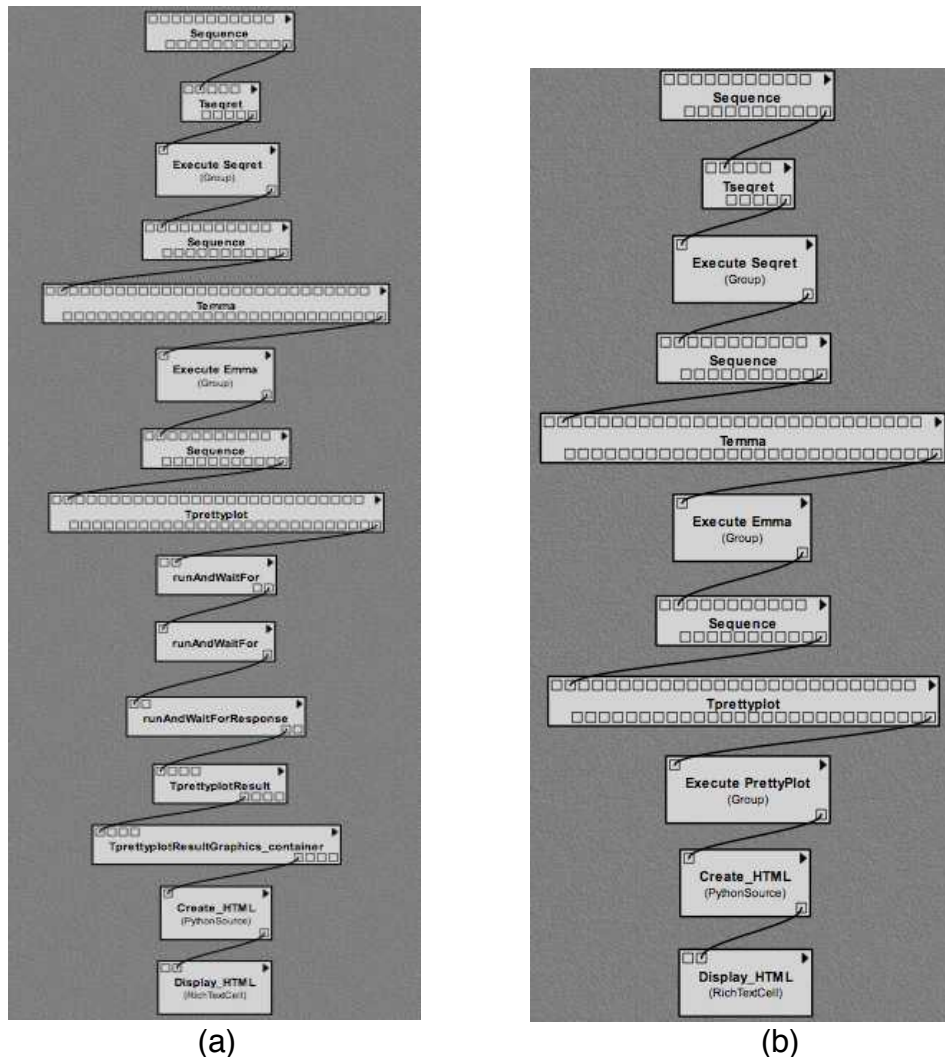 Sequence
Tseqret
Execute Seqret
(Group)
Sequence
Temma
Execute Emma
(Group)
Sequence
Tprettyplot
runAndWaitFor
runAndWaitFor
runAndWaitForResponse
TprettyplotResult
TprettyplotResultGraphics_container
Create_HTML
(PythonSource)
Display_HTML
(RichTextCell)
(a)
Sequence
Tseqret
Execute Seqret
(Group)
Sequence
Temma
Execute Emma
(Group)
Sequence
Tprettyplot
Execute PrettyPlot
(Group)
Create_HTML
(PythonSource)
Display_HTML
(RichTextCell)
(b)